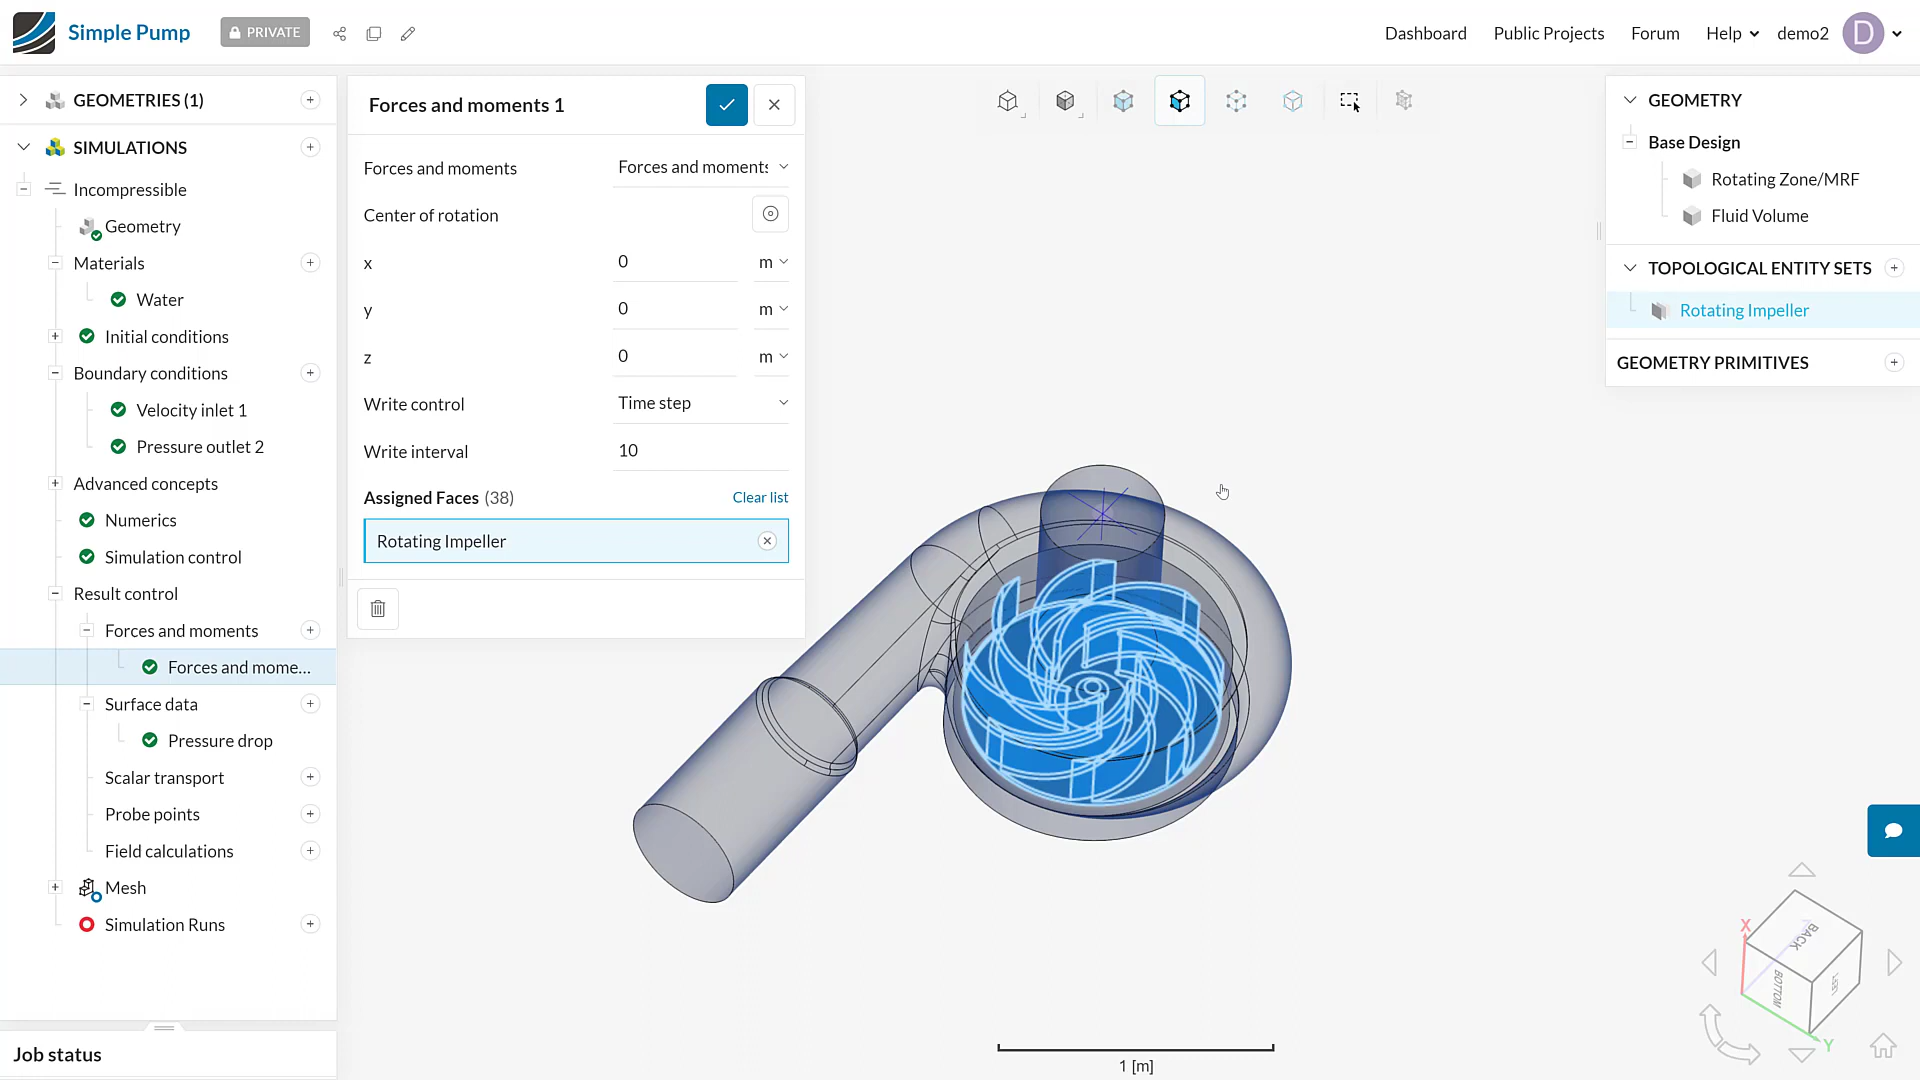 Simple Pump
PRIVATE
Dashboard
Public Projects
Forum
Help
demo2
D
GEOMETRIES (1)
SIMULATIONS
Incompressible
Geometry
Materials
Water
Initial conditions
Boundary conditions
Velocity inlet 1
Pressure outlet 2
Advanced concepts
Numerics
Simulation control
Result control
Forces and moments
Forces and mome...
Surface data
Pressure drop
Scalar transport
Probe points
Field calculations
Mesh
Simulation Runs
Job status
Forces and moments 1
Forces and moments Forces and moments
Center of rotation
x 0 m
y 0 m
z 0 m
Write control Time step
Write interval 10
Assigned Faces (38) Clear list
Rotating Impeller
GEOMETRY
Base Design
Rotating Zone/MRF
Fluid Volume
TOPOLOGICAL ENTITY SETS
Rotating Impeller
GEOMETRY PRIMITIVES
X
BACK
BOTTOM
LEFT
Y
1 [m]